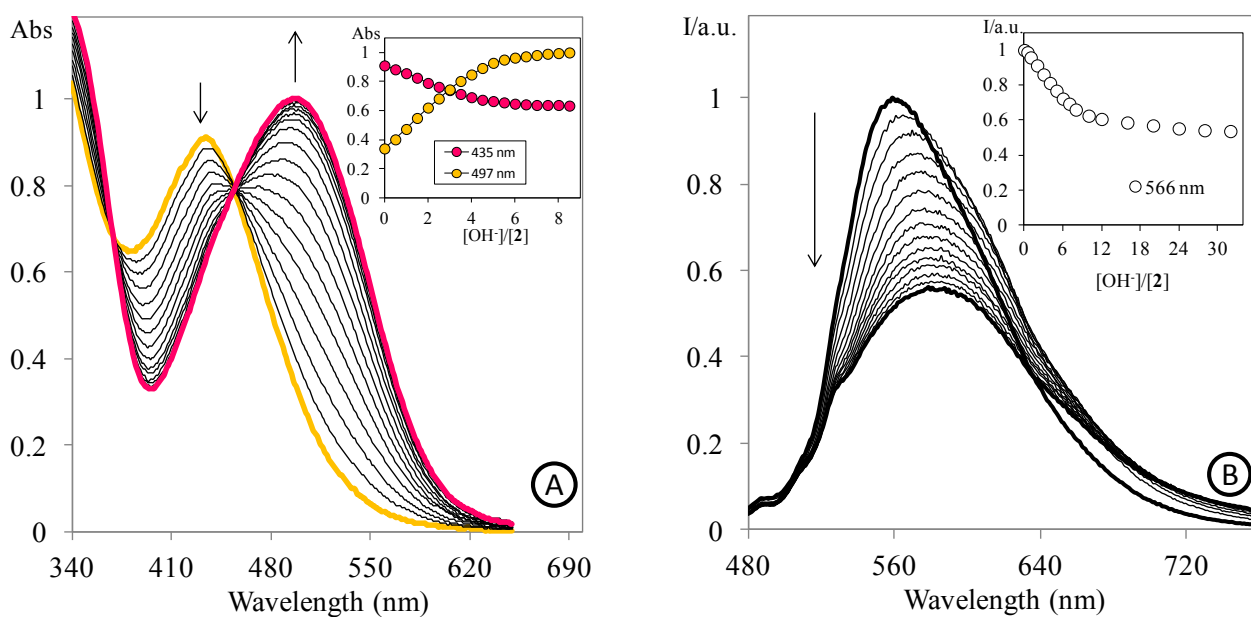 Abs
1
0.8
0.6
0.4
0.2
0
340 410 480 550 620 690
Wavelength (nm)
Abs
1
0.8
0.6
0.4
0.2
0
0 2 4 6 8
[OH-]/[2]
435 nm
497 nm
A
I/a.u.
1
0.8
0.6
0.4
0.2
0
480 560 640 720
Wavelength (nm)
I/a.u.
1
0.8
0.6
0.4
0.2
0
0 6 12 18 24 30
[OH-]/[2]
566 nm
B